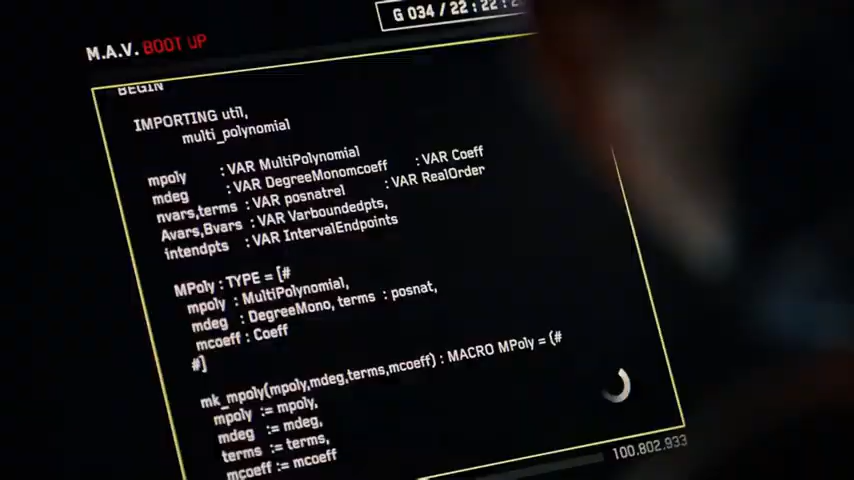 G 034 / 22:22:2
M.A.V. BOOT UP
BEGIN
IMPORTING util,
multi_polynomial
mpoly : VAR MultiPolynomial
mdeg : VAR DegreeMonomcoeff : VAR Coeff
nvars,terms : VAR posnatrel : VAR RealOrder
Avars,Bvars : VAR Varboundedpts,
intendpts : VAR IntervalEndpoints
MPoly : TYPE = [#
mpoly : MultiPolynomial,
mdeg : DegreeMono, terms : posnat,
mcoeff : Coeff
#]
mk_mpoly(mpoly,mdeg,terms,mcoeff) : MACRO MPoly = (#
mpoly := mpoly,
mdeg := mdeg,
terms := terms,
mcoeff := mcoeff
100.802.933